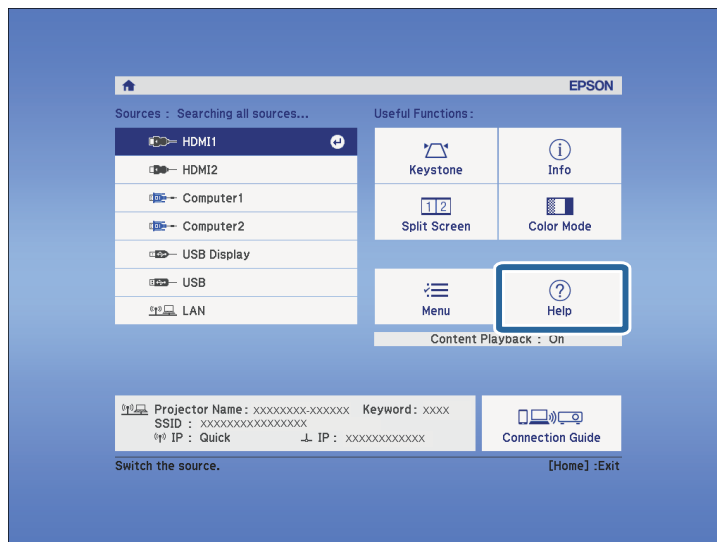 EPSON
Sources : Searching all sources...
HDMI1
HDMI2
Computer1
Computer2
USB Display
USB
LAN
Useful Functions :
Keystone
Info
1 2
Split Screen
Color Mode
Menu
? Help
Content Playback : On
Projector Name : xxxxxxxx-xxxxxx Keyword : xxxx
SSID : xxxxxxxxxxxxxxxx
IP : Quick IP : xxxxxxxxxxxx
Connection Guide
Switch the source.
[Home] :Exit